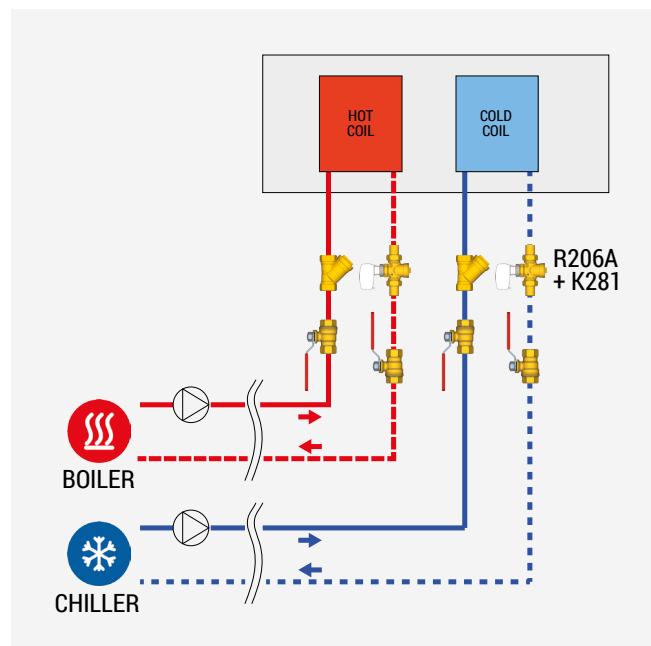 HOT
COIL
COLD
COIL
R206A
+ K281
BOILER
CHILLER